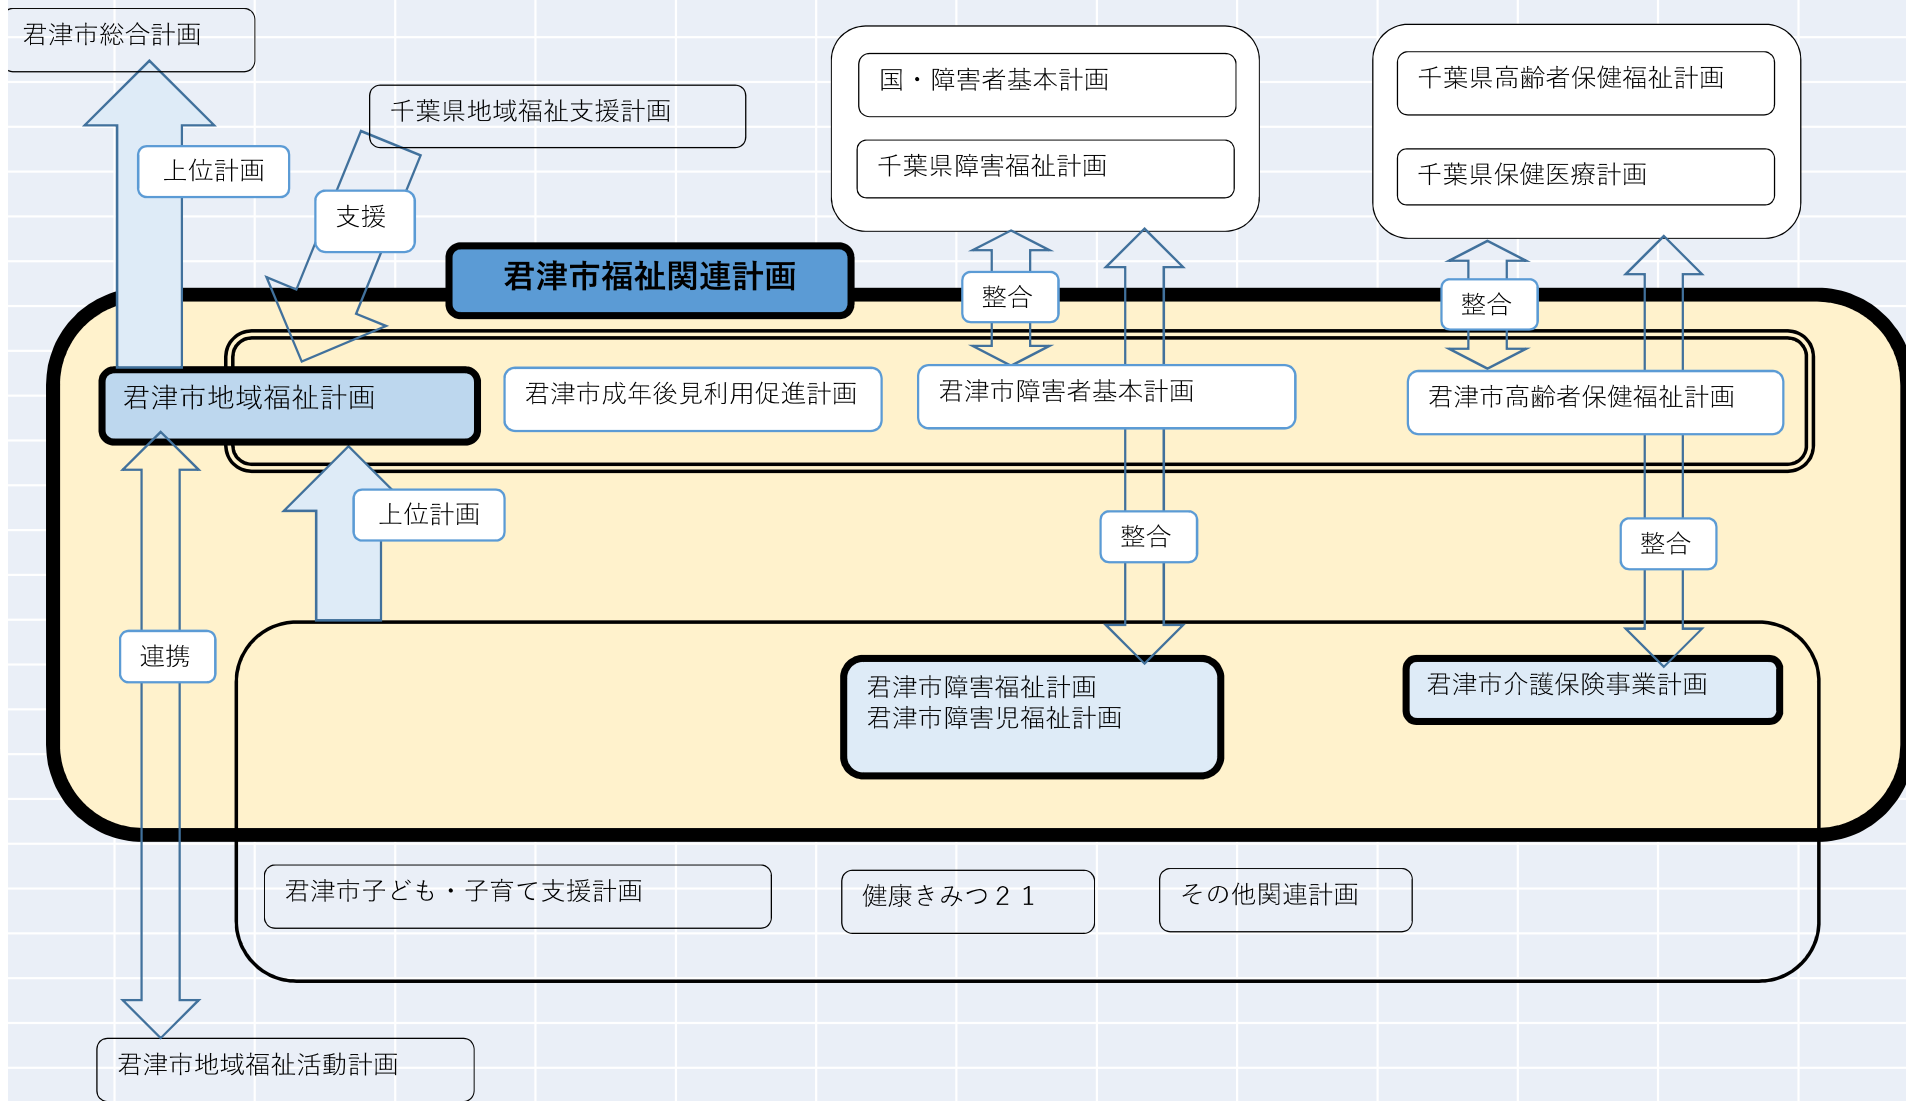 君津市総合計画
千葉県地域福祉支援計画
国・障害者基本計画
千葉県障害福祉計画
千葉県高齢者保健福祉計画
千葉県保健医療計画
上位計画
支援
君津市福祉関連計画
整合
整合
君津市地域福祉計画
君津市成年後見利用促進計画
君津市障害者基本計画
君津市高齢者保健福祉計画
上位計画
整合
整合
連携
君津市障害福祉計画
君津市障害児福祉計画
君津市介護保険事業計画
君津市子ども・子育て支援計画
健康きみつ２１
その他関連計画
君津市地域福祉活動計画